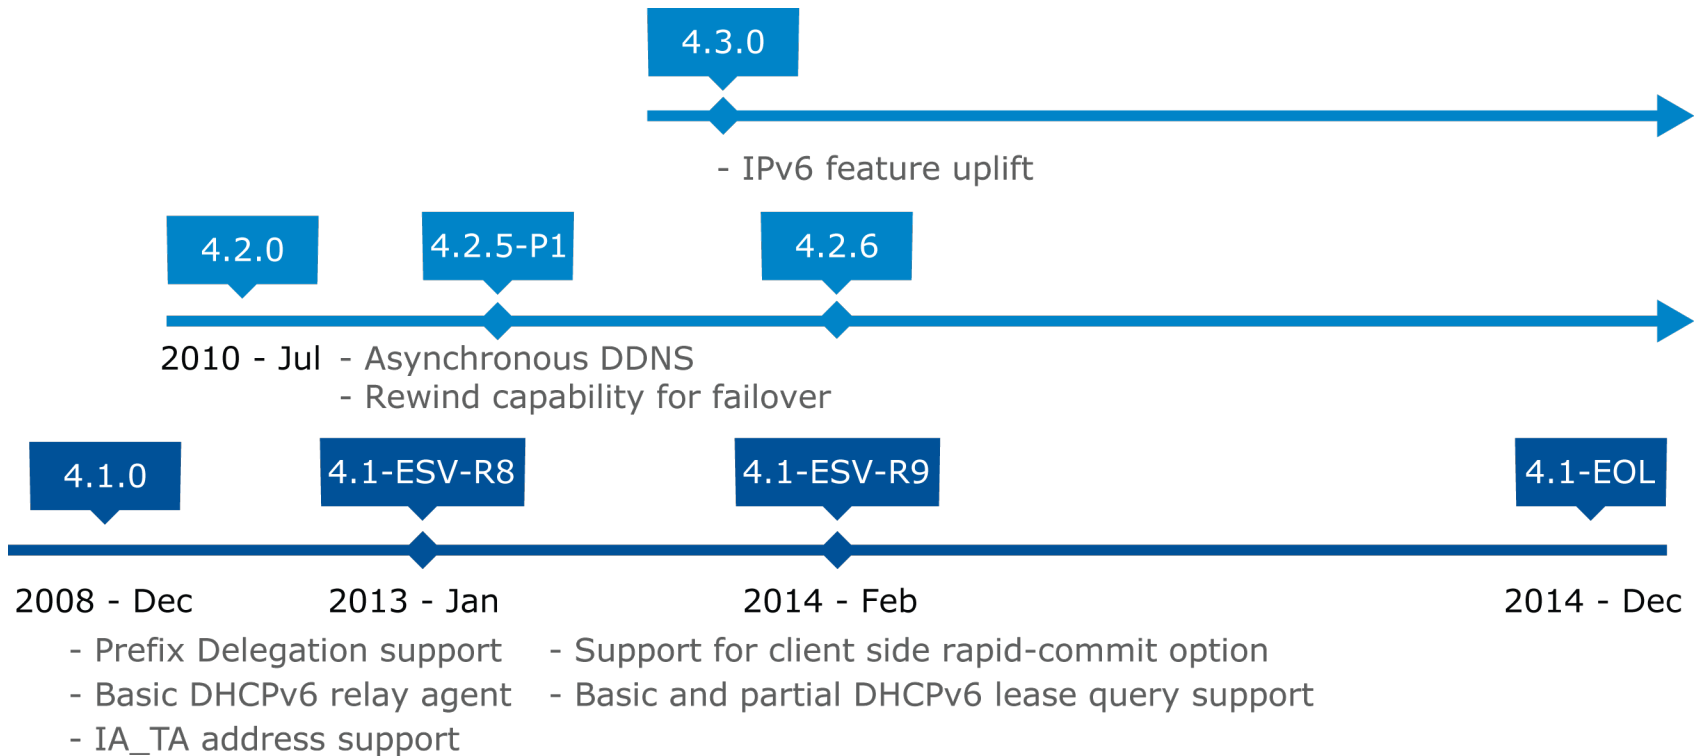 4.3.0
- IPv6 feature uplift
4.2.0
4.2.5-P1
4.2.6
2010 - Jul
- Asynchronous DDNS
- Rewind capability for failover
4.1.0
4.1-ESV-R8
4.1-ESV-R9
4.1-EOL
2008 - Dec
2013 - Jan
2014 - Feb
2014 - Dec
- Prefix Delegation support
- Basic DHCPv6 relay agent
- IA_TA address support
- Support for client side rapid-commit option
- Basic and partial DHCPv6 lease query support